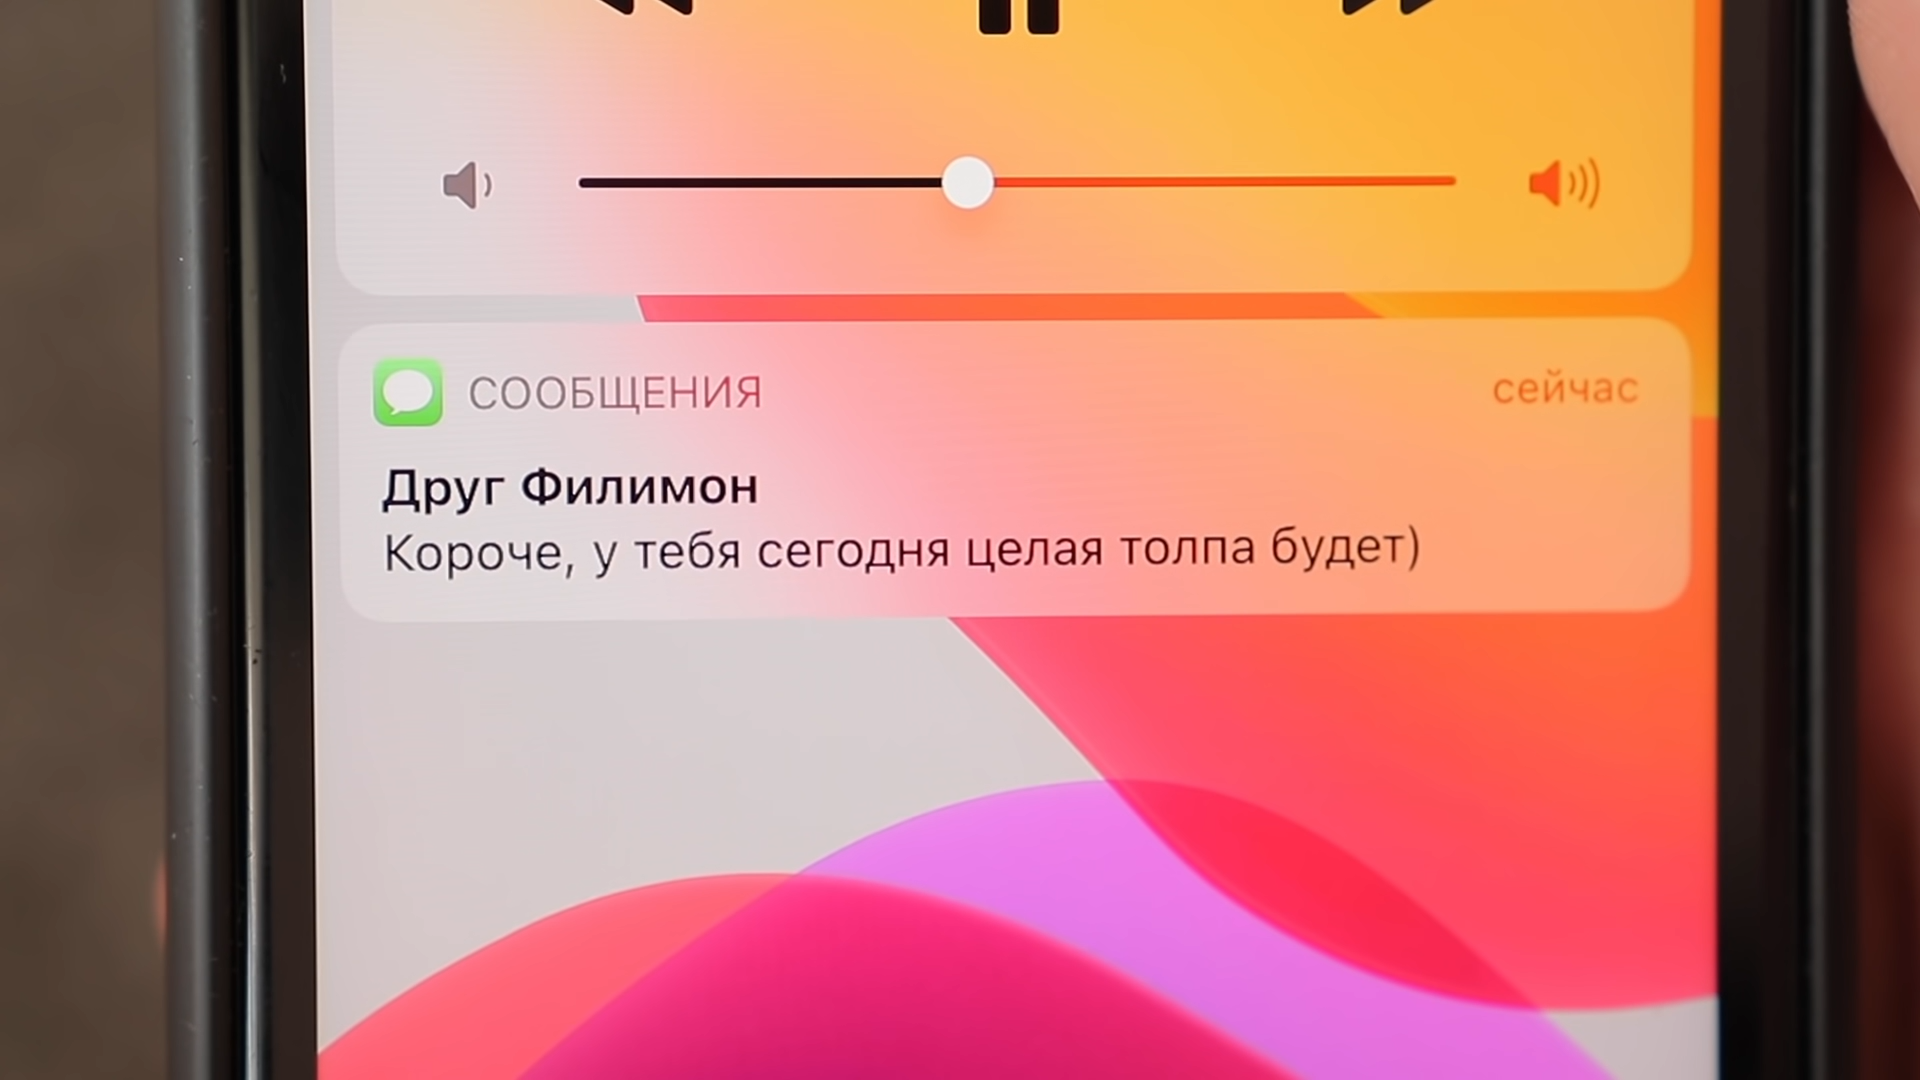 СООБЩЕНИЯ
сейчас
Друг Филимон
Короче, у тебя сегодня целая толпа будет)